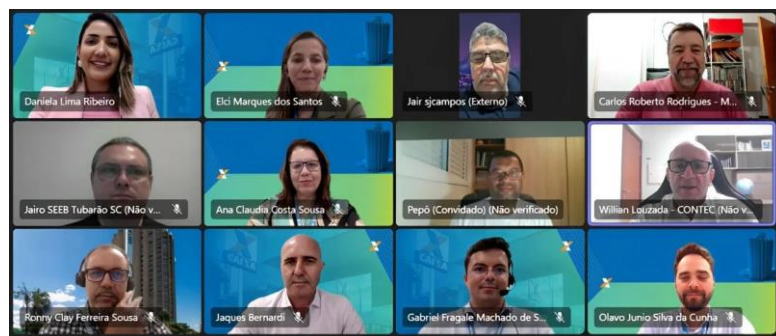 Daniela Lima Ribeiro
Elci Marques dos Santos
Jair sjcampos (Externo)
Carlos Roberto Rodrigues - M...
Jairo SEEB Tubarão SC (Não v...
Ana Claudia Costa Sousa
Pepô (Convidado) (Não verificado)
Willian Louzada - CONTEC (Não v...
Ronny Clay Ferreira Sousa
Jaques Bernardi
Gabriel Fragale Machado de S...
Olavo Junio Silva da Cunha